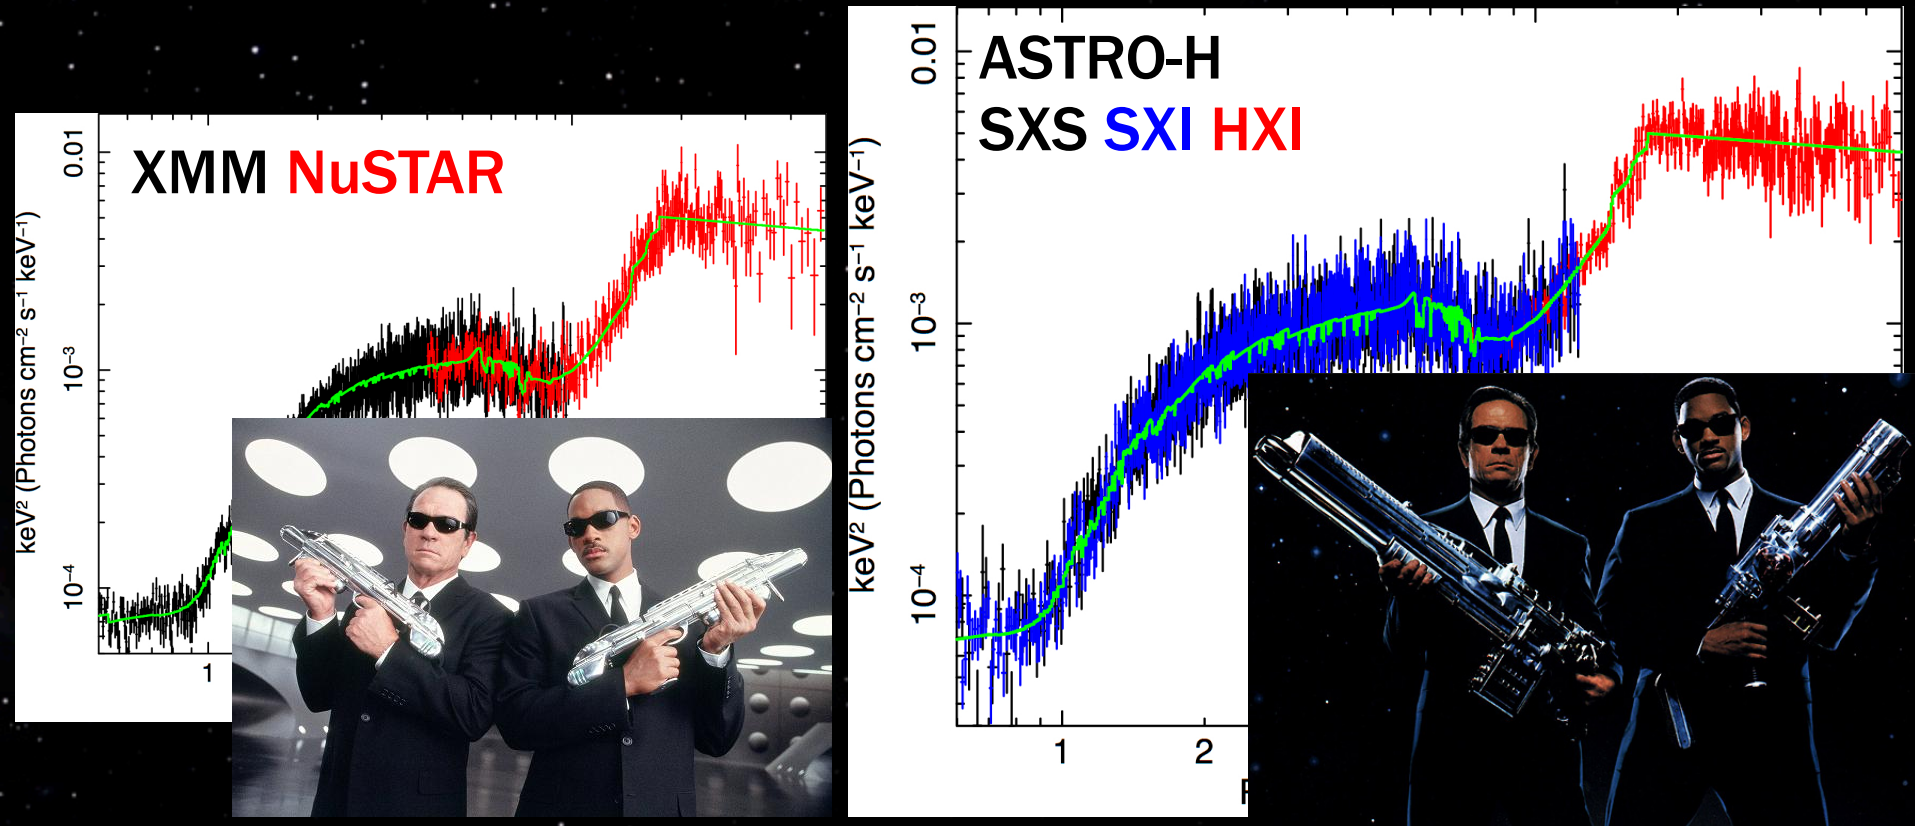 XMM NuSTAR
0.01
10⁻³
10⁻⁴
keV² (Photons cm⁻² s⁻¹ keV⁻¹)
1
ASTRO-H
SXS SXI HXI
0.01
10⁻³
10⁻⁴
keV² (Photons cm⁻² s⁻¹ keV⁻¹)
1 2